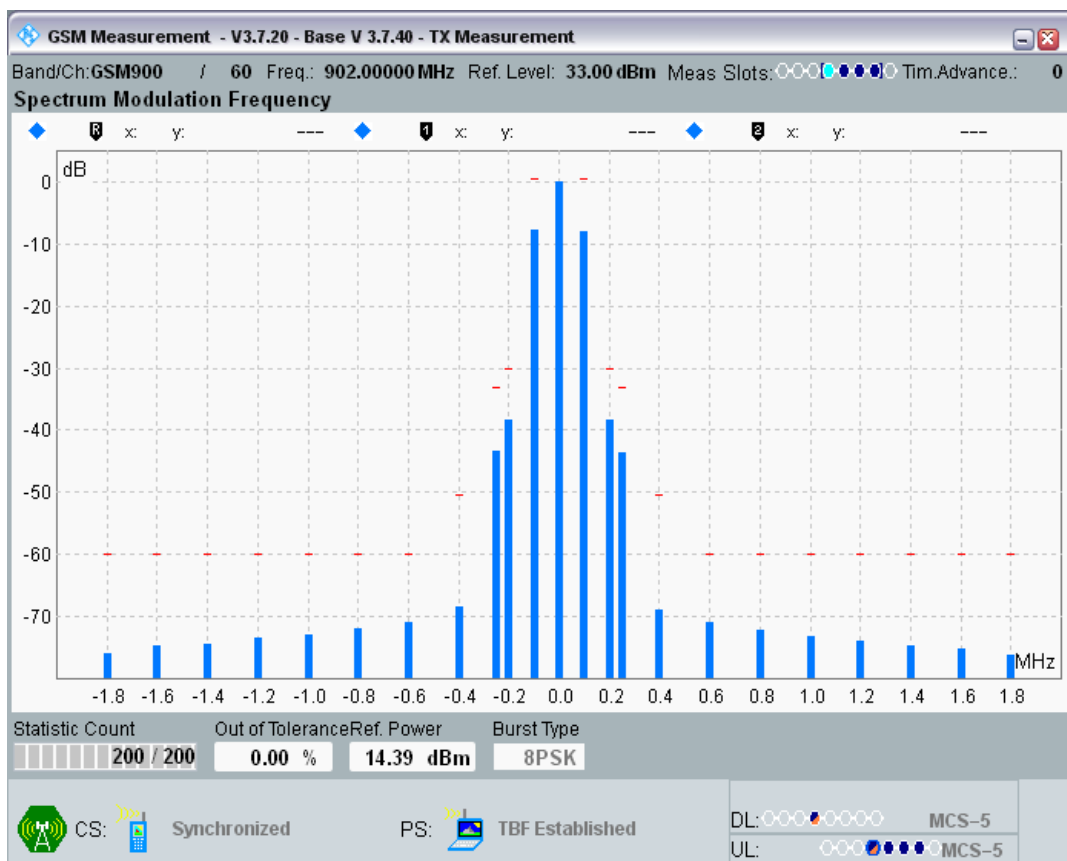 GSM Measurement - V3.7.20 - Base V 3.7.40 - TX Measurement
Band/Ch:GSM900 / 60 Freq.: 902.00000 MHz Ref. Level: 33.00 dBm Meas Slots: Tim.Advance.: 0
Spectrum Modulation Frequency
R x: y: --- 1 x: y: --- 2 x: y: ---
dB
0
-10
-20
-30
-40
-50
-60
-70
MHz
-1.8 -1.6 -1.4 -1.2 -1.0 -0.8 -0.6 -0.4 -0.2 0.0 0.2 0.4 0.6 0.8 1.0 1.2 1.4 1.6 1.8
Statistic Count Out of Tolerance Ref. Power Burst Type
200 / 200 0.00 % 14.39 dBm 8PSK
CS: Synchronized PS: TBF Established
DL: MCS-5
UL: MCS-5